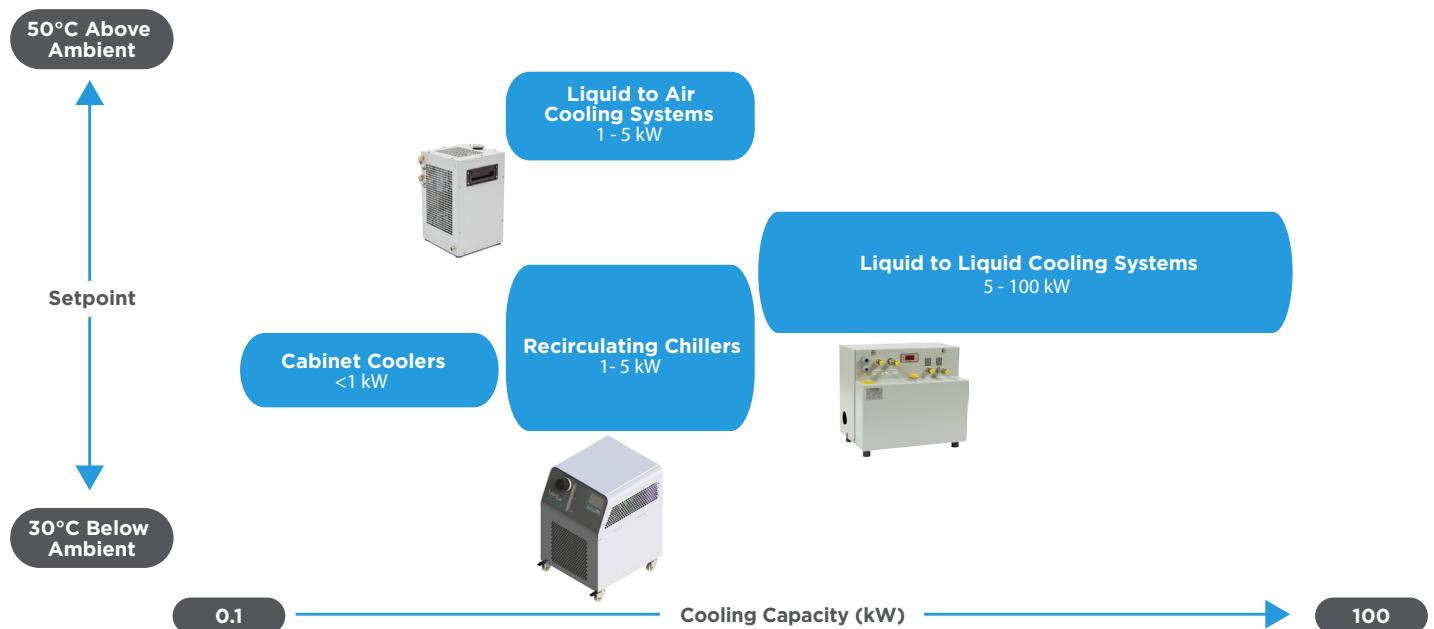 50°C Above
Ambient
Liquid to Air
Cooling Systems
1 - 5 kW
Liquid to Liquid Cooling Systems
5 - 100 kW
Setpoint
Recirculating Chillers
1- 5 kW
Cabinet Coolers
<1 kW
30°C Below
Ambient
0.1
Cooling Capacity (kW)
100